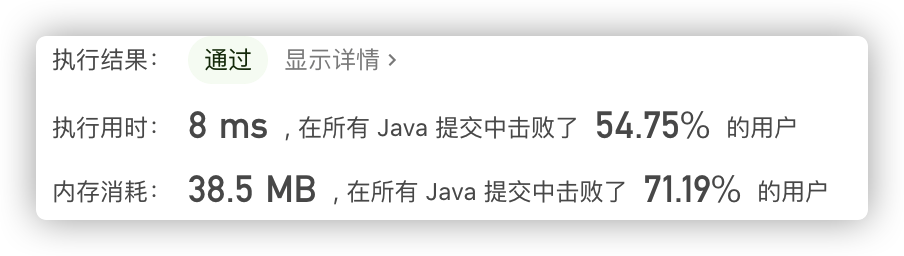 执行结果： 通过 显示详情 ›
执行用时： 8 ms ，在所有 Java 提交中击败了 54.75% 的用户
内存消耗： 38.5 MB ，在所有 Java 提交中击败了 71.19% 的用户